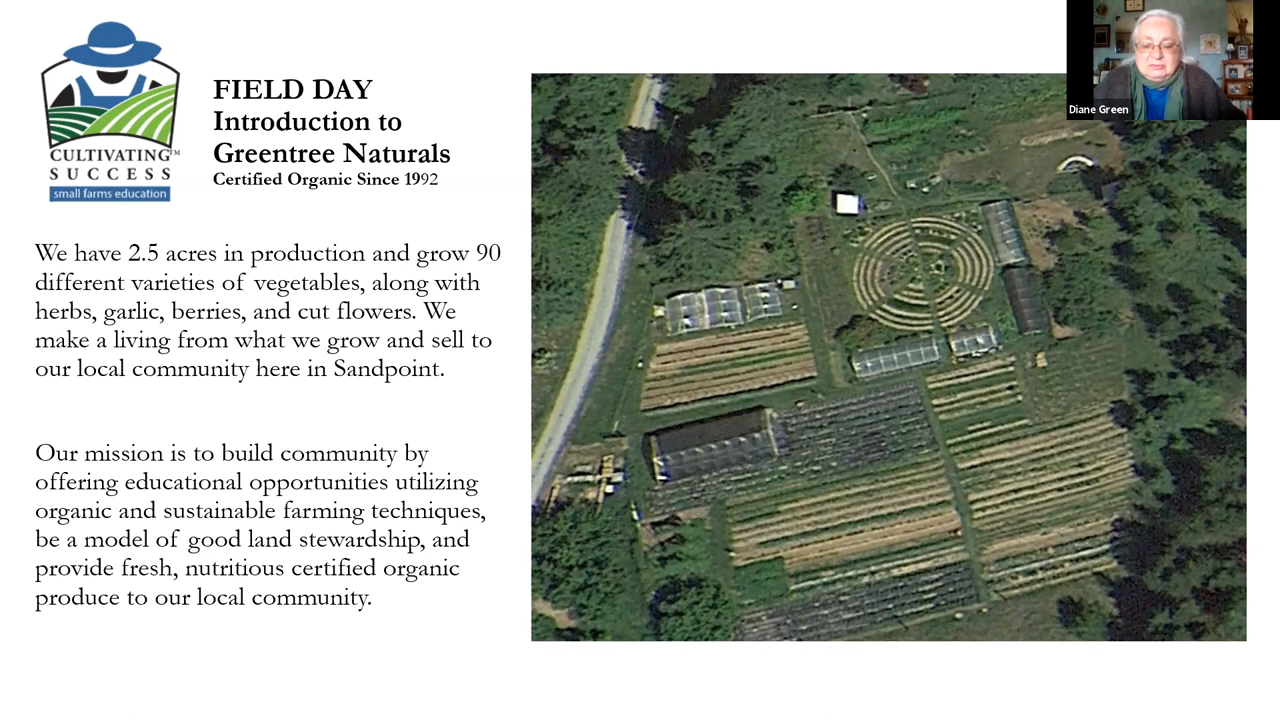 CULTIVATING™
SUCCESS
small farms education
FIELD DAY
Introduction to
Greentree Naturals
Certified Organic Since 1992
We have 2.5 acres in production and grow 90
different varieties of vegetables, along with
herbs, garlic, berries, and cut flowers. We
make a living from what we grow and sell to
our local community here in Sandpoint.
Our mission is to build community by
offering educational opportunities utilizing
organic and sustainable farming techniques,
be a model of good land stewardship, and
provide fresh, nutritious certified organic
produce to our local community.
Diane Green